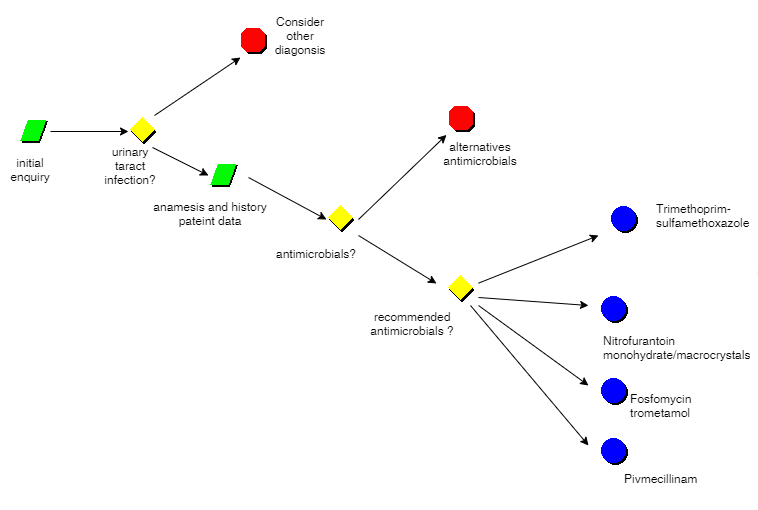 Consider
other
diagonsis
initial
enquiry
urinary
taract
infection?
anamesis and history
pateint data
alternatives
antimicrobials
antimicrobials?
recommended
antimicrobials ?
Trimethoprim-
sulfamethoxazole
Nitrofurantoin
monohydrate/macrocrystals
Fosfomycin
trometamol
Pivmecillinam